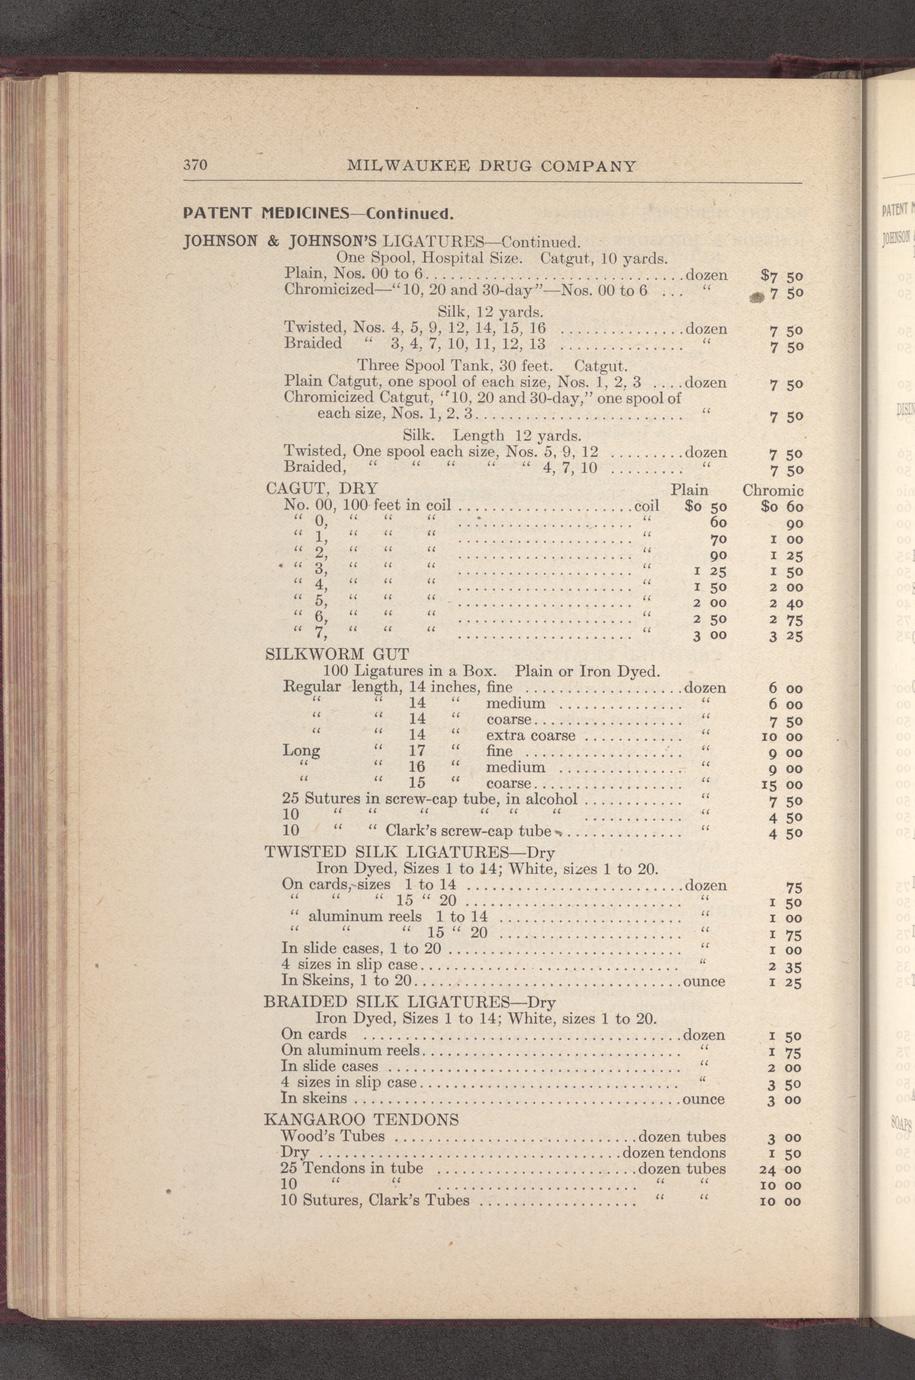 370 MILWAUKEE DRUG COMPANY
PATENT MEDICINES—Continued.
JOHNSON & JOHNSON'S LIGATURES—Continued.
One Spool, Hospital Size. Catgut, 10 yards.
Plain, Nos. 00 to 6..............................dozen $7 50
Chromicized—"10, 20 and 30-day"—Nos. 00 to 6 ... " 7 50
Silk, 12 yards.
Twisted, Nos. 4, 5, 9, 12, 14, 15, 16 ...............dozen 7 50
Braided " 3, 4, 7, 10, 11, 12, 13 ............... " 7 50
Three Spool Tank, 30 feet. Catgut.
Plain Catgut, one spool of each size, Nos. 1, 2, 3 ....dozen 7 50
Chromicized Catgut, "10, 20 and 30-day," one spool of
each size, Nos. 1, 2, 3........................ " 7 50
Silk. Length 12 yards.
Twisted, One spool each size, Nos. 5, 9, 12 .........dozen 7 50
Braided, " " " " " 4, 7, 10 ......... " 7 50
CAGUT, DRY Plain Chromic
No. 00, 100 feet in coil ....................coil $0 50 $0 60
" 0, " " " .................... " 60 90
" 1, " " " .................... " 70 1 00
" 2, " " " .................... " 90 1 25
" 3, " " " .................... " 1 25 1 50
" 4, " " " .................... " 1 50 2 00
" 5, " " " .................... " 2 00 2 40
" 6, " " " .................... " 2 50 2 75
" 7, " " " .................... " 3 00 3 25
SILKWORM GUT
100 Ligatures in a Box. Plain or Iron Dyed.
Regular length, 14 inches, fine ..................dozen 6 00
" " 14 " medium ............... " 6 00
" " 14 " coarse................. " 7 50
" " 14 " extra coarse ............ " 10 00
Long " 17 " fine .................. " 9 00
" " 16 " medium ............... " 9 00
" " 15 " coarse................. " 15 00
25 Sutures in screw-cap tube, in alcohol ............ " 7 50
10 " " " " " " ............ " 4 50
10 " " Clark's screw-cap tube .............. " 4 50
TWISTED SILK LIGATURES—Dry
Iron Dyed, Sizes 1 to 14; White, sizes 1 to 20.
On cards, sizes 1 to 14 ........................dozen 75
" " " 15 " 20 ......................... " 1 50
" aluminum reels 1 to 14 ..................... " 1 00
" " " 15 " 20 ..................... " 1 75
In slide cases, 1 to 20 .......................... " 1 00
4 sizes in slip case............................. " 2 35
In Skeins, 1 to 20..............................ounce 1 25
BRAIDED SILK LIGATURES—Dry
Iron Dyed, Sizes 1 to 14; White, sizes 1 to 20.
On cards ....................................dozen 1 50
On aluminum reels............................. " 1 75
In slide cases ................................. " 2 00
4 sizes in slip case............................. " 3 50
In skeins .....................................ounce 3 00
KANGAROO TENDONS
Wood's Tubes ...........................dozen tubes 3 00
Dry ..................................dozen tendons 1 50
25 Tendons in tube ......................dozen tubes 24 00
10 " " ...................... " " 10 00
10 Sutures, Clark's Tubes .................. " " 10 00
PATENT
JOHNSON
SOAPS